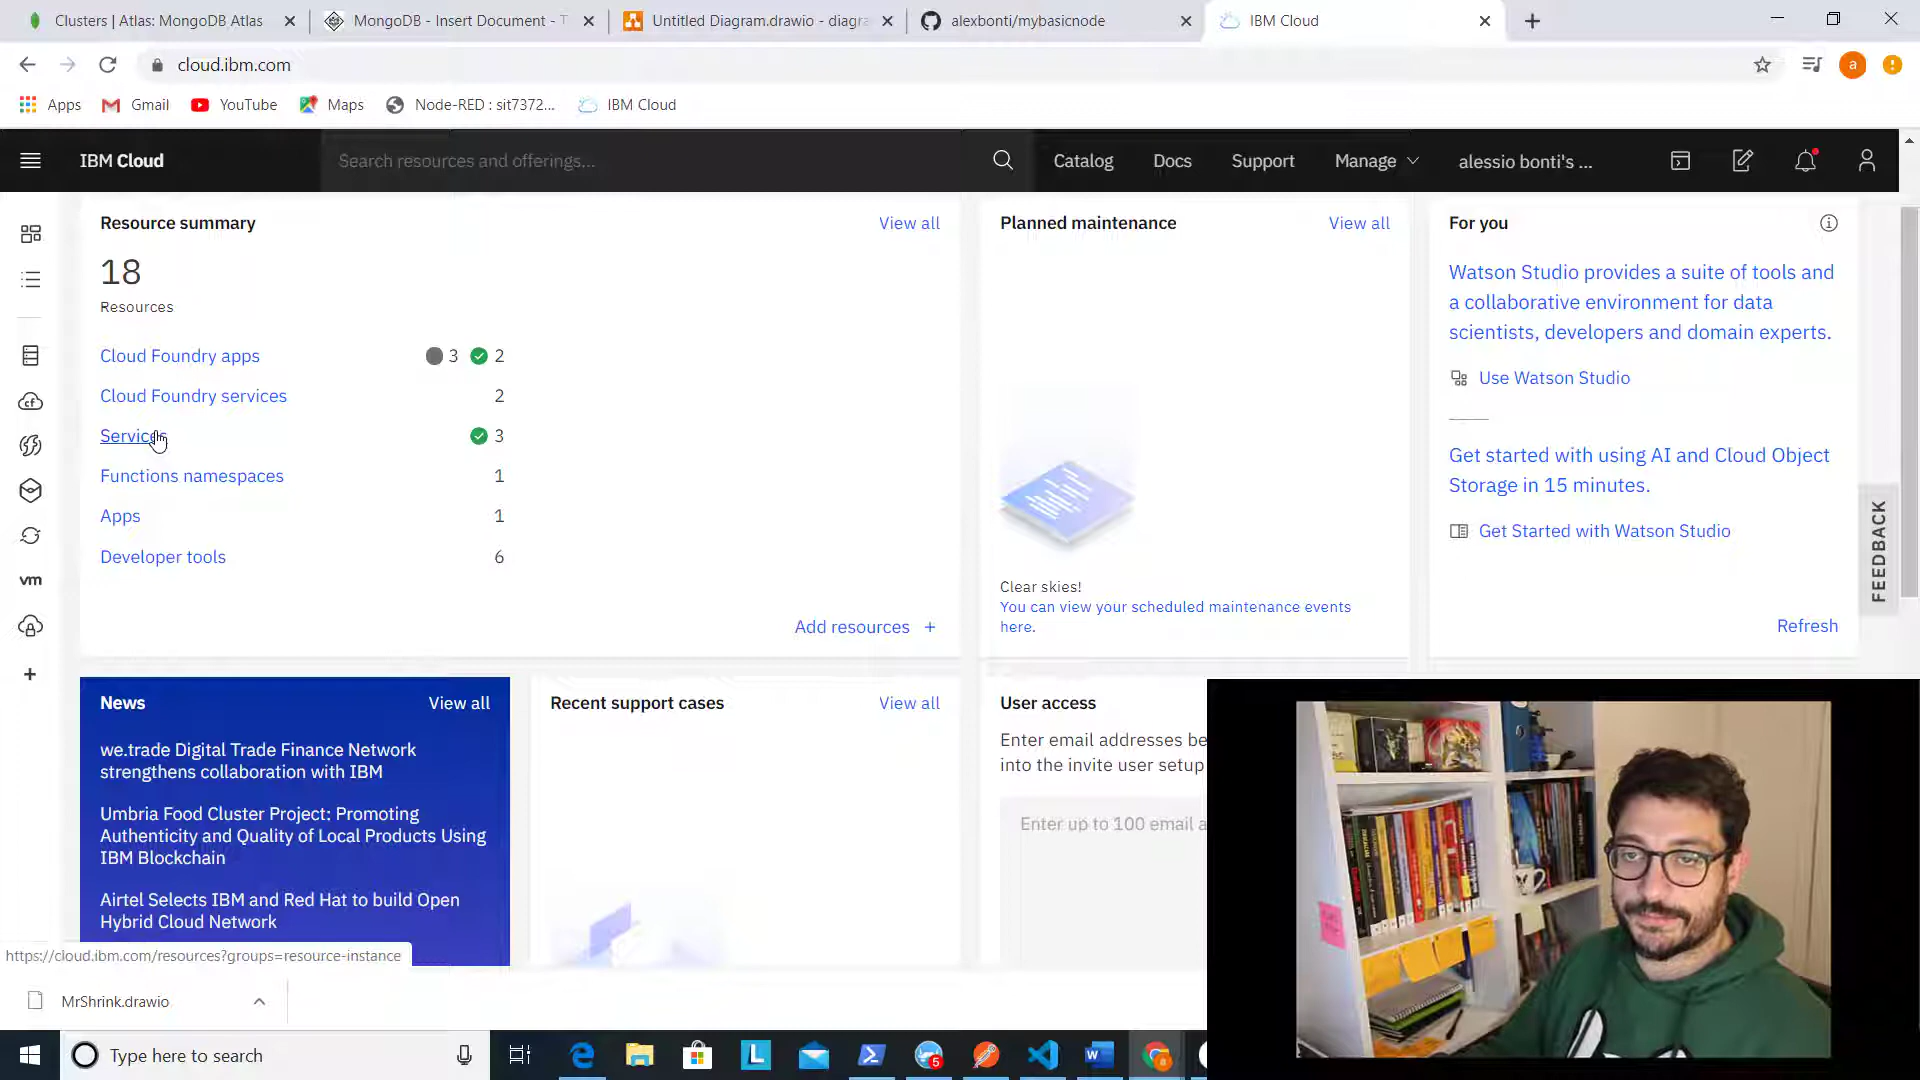 Clusters | Atlas: MongoDB Atlas
MongoDB - Insert Document - T
Untitled Diagram.drawio - diagra
alexbonti/mybasicnode
IBM Cloud
cloud.ibm.com
a
Apps
Gmail
YouTube
Maps
Node-RED : sit7372...
IBM Cloud
IBM Cloud
Search resources and offerings...
Catalog
Docs
Support
Manage
alessio bonti's ...
Resource summary
View all
18
Resources
Cloud Foundry apps
3
2
Cloud Foundry services
2
Services
3
Functions namespaces
1
Apps
1
Developer tools
6
Add resources +
Planned maintenance
View all
Clear skies!
You can view your scheduled maintenance events
here.
For you
Watson Studio provides a suite of tools and
a collaborative environment for data
scientists, developers and domain experts.
Use Watson Studio
Get started with using AI and Cloud Object
Storage in 15 minutes.
Get Started with Watson Studio
Refresh
FEEDBACK
cf
vm
News
View all
we.trade Digital Trade Finance Network
strengthens collaboration with IBM
Umbria Food Cluster Project: Promoting
Authenticity and Quality of Local Products Using
IBM Blockchain
Airtel Selects IBM and Red Hat to build Open
Hybrid Cloud Network
Recent support cases
View all
User access
Enter email addresses be
into the invite user setup
Enter up to 100 email a
https://cloud.ibm.com/resources?groups=resource-instance
MrShrink.drawio
Type here to search
L
5
a